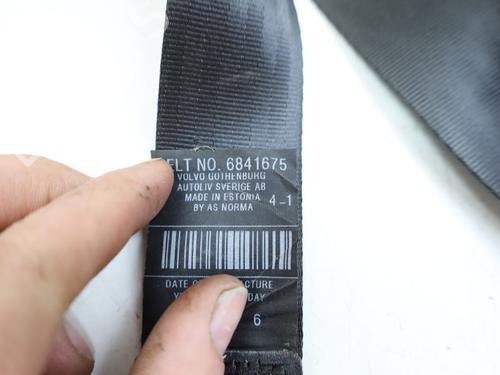 ELT NO. 6841675
VOLVO GOTHENBURG
AUTOLIV SVERIGE AB
MADE IN ESTONIA 4-1
BY AS NORMA
DATE ACTURE
DAY
6